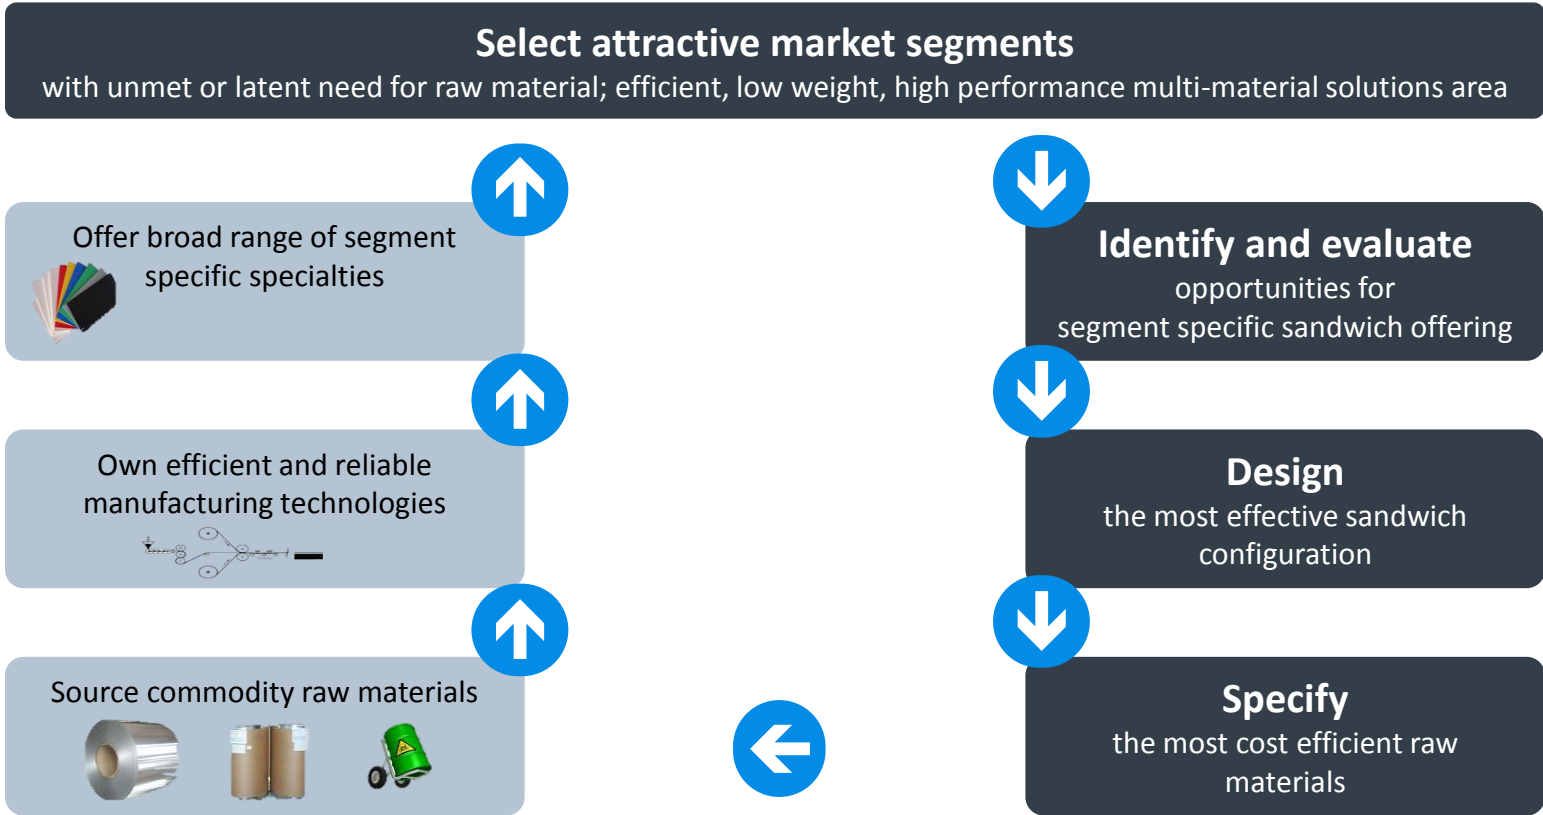 Select attractive market segments
with unmet or latent need for raw material; efficient, low weight, high performance multi-material solutions area
Offer broad range of segment
specific specialties
Identify and evaluate
opportunities for
segment specific sandwich offering
Own efficient and reliable
manufacturing technologies
Design
the most effective sandwich
configuration
Source commodity raw materials
Specify
the most cost efficient raw
materials